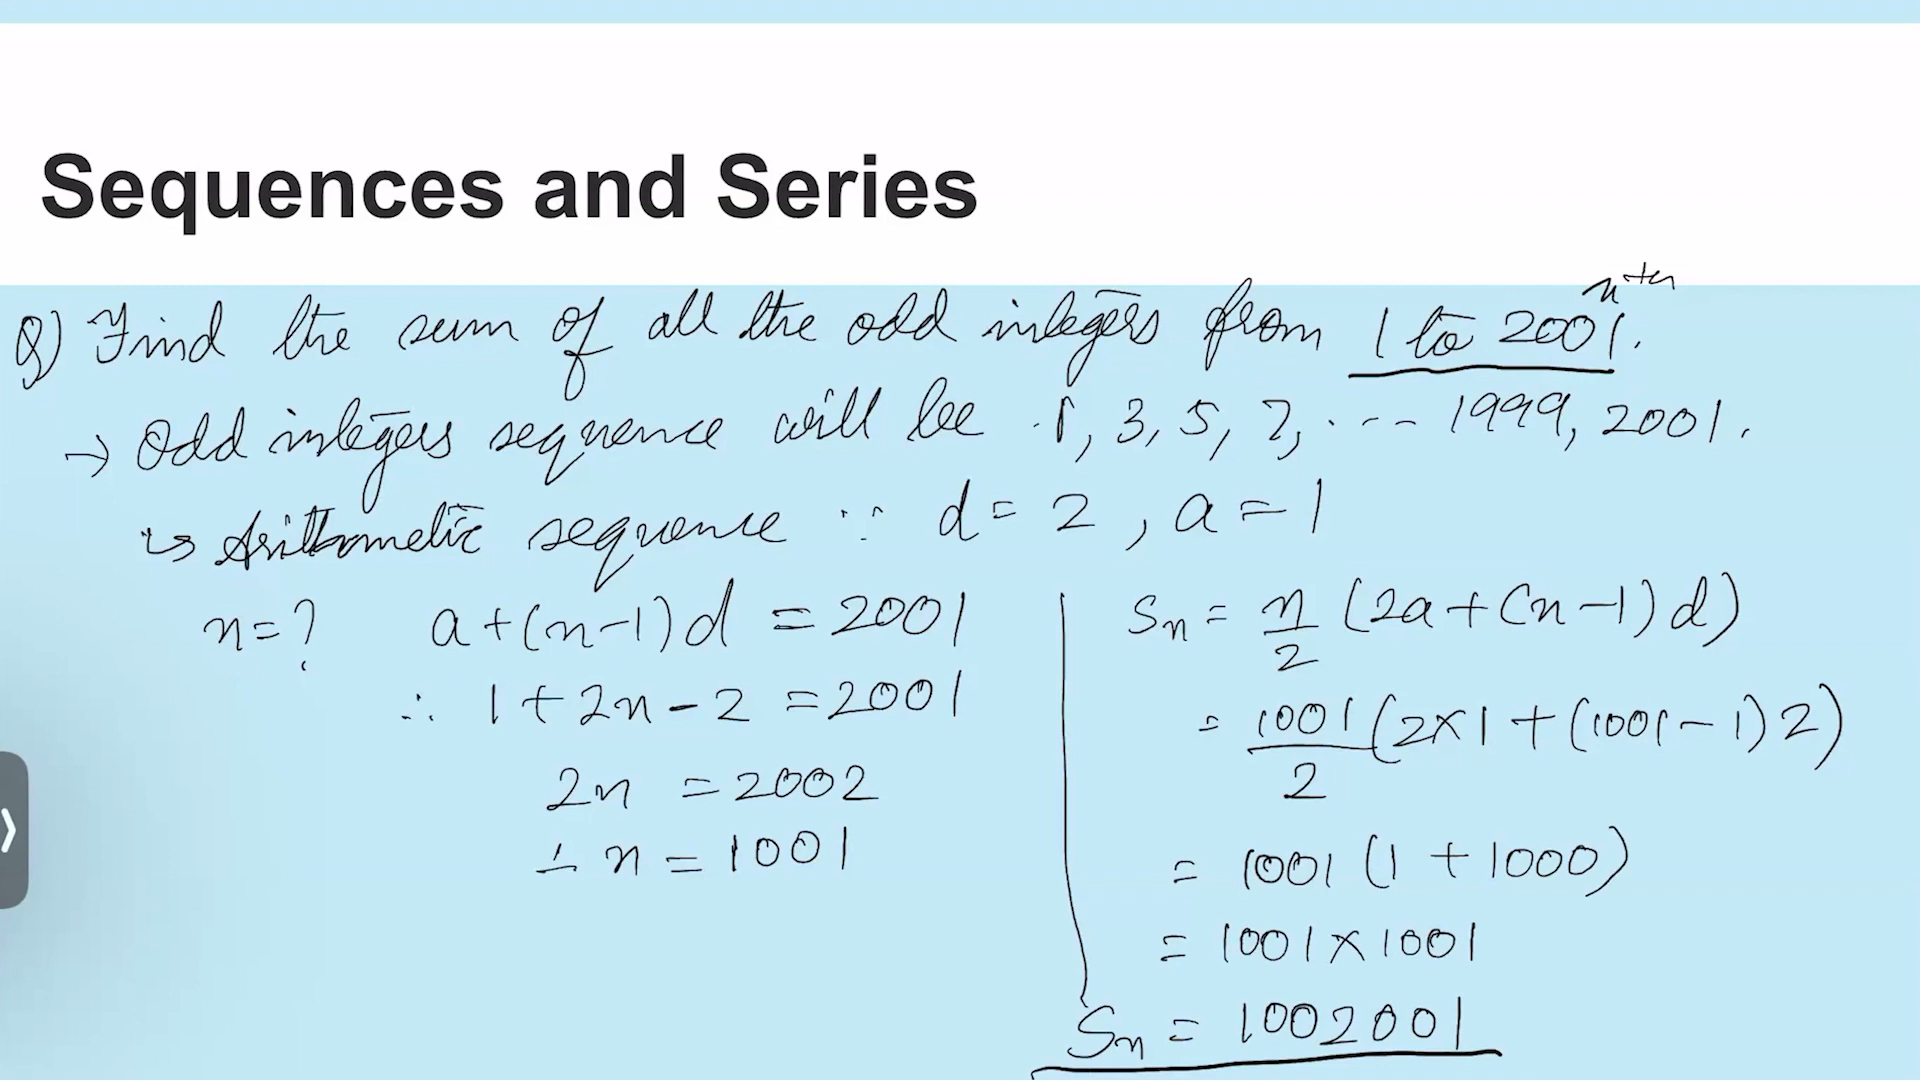 Sequences and Series
nth
Q) Find the sum of all the odd integers from 1 to 2001.
→ Odd integers sequence will be 1, 3, 5, 7, .--- 1999, 2001.
↳ Arithmetic sequence ∵ d = 2, a = 1
n = ? a + (n-1)d = 2001
∴ 1 + 2n - 2 = 2001
2n = 2002
∴ n = 1001
Sn = n/2 (2a + (n-1)d)
= 1001/2 (2×1 + (1001-1)2)
= 1001 (1 + 1000)
= 1001 × 1001
Sn = 1002001